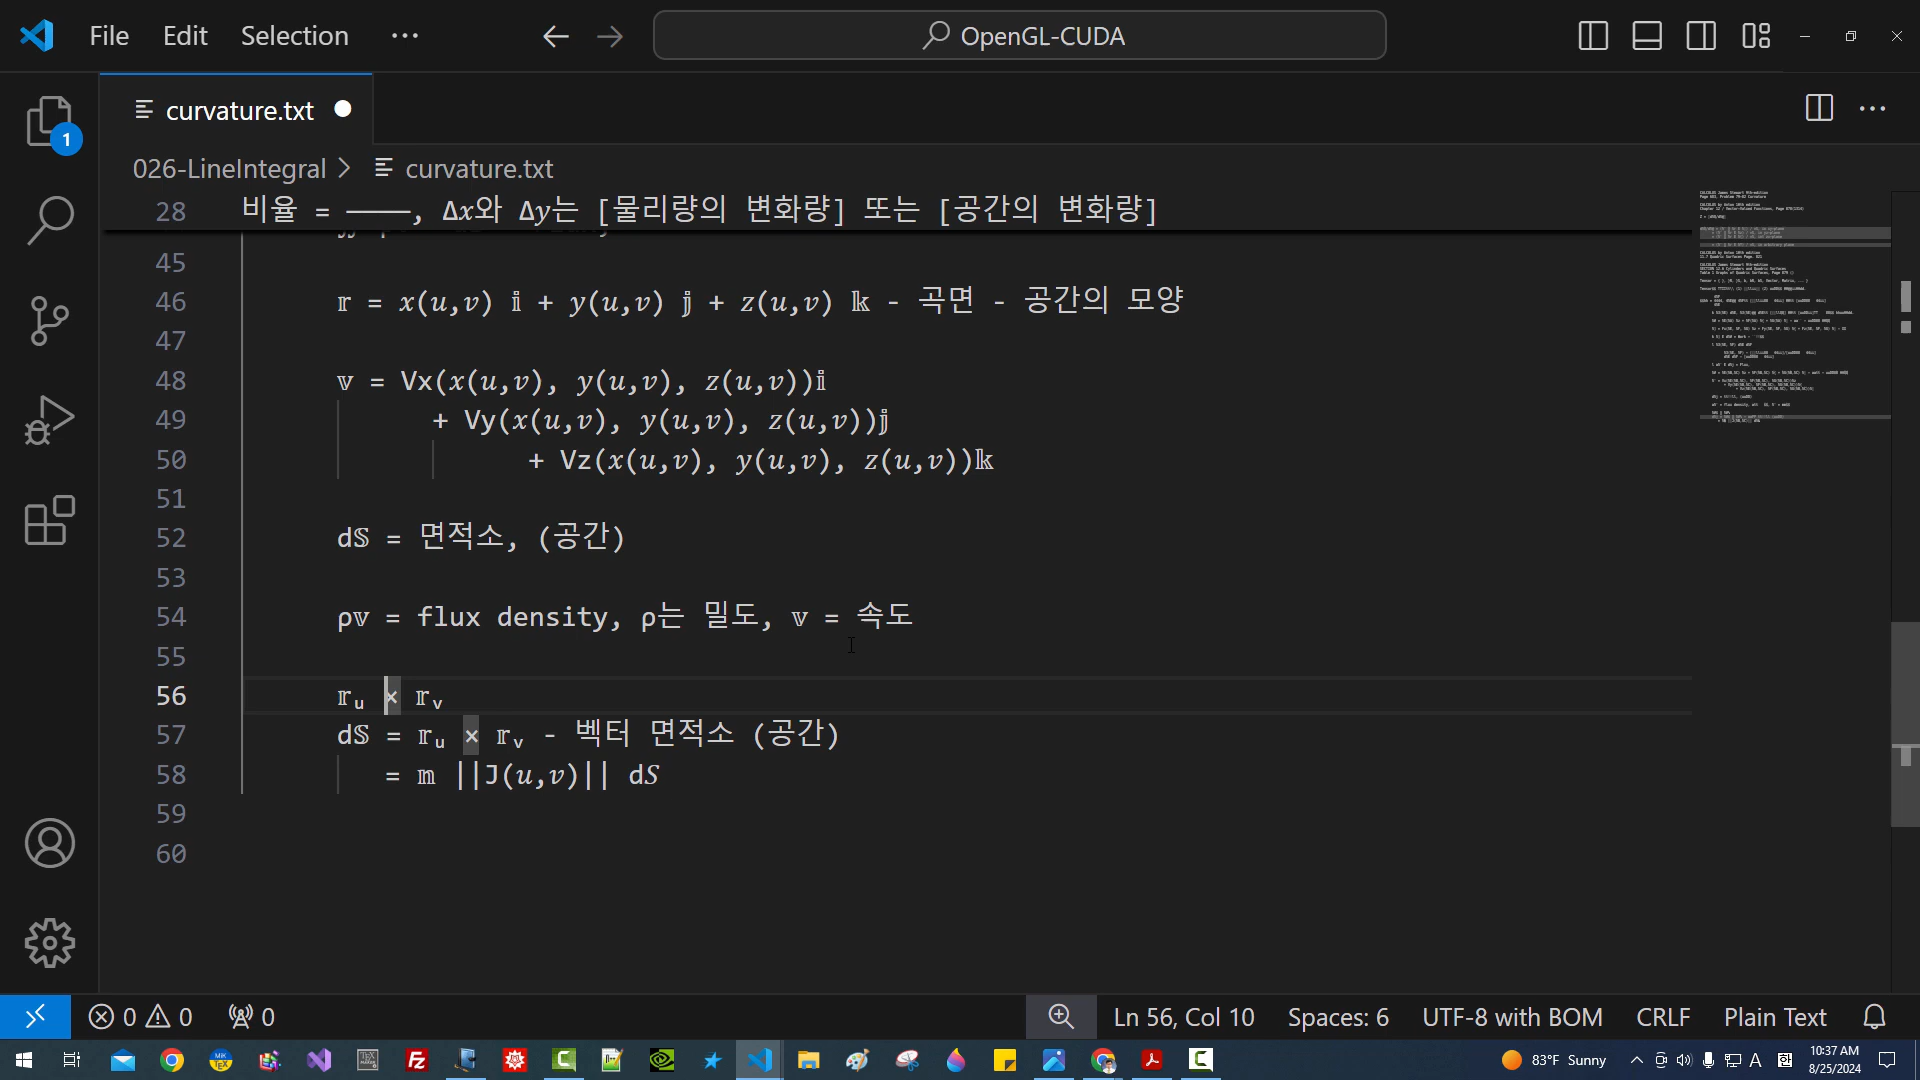 File Edit Selection ···
OpenGL-CUDA
curvature.txt
1
026-LineIntegral > curvature.txt
28 비율 = ────, Δx와 Δy는 [물리량의 변화량] 또는 [공간의 변화량]
45
46 𝕣 = 𝑥(𝑢,𝑣) 𝕚 + 𝑦(𝑢,𝑣) 𝕛 + 𝑧(𝑢,𝑣) 𝕜 - 곡면 - 공간의 모양
47
48 𝕧 = Vx(𝑥(𝑢,𝑣), 𝑦(𝑢,𝑣), 𝑧(𝑢,𝑣))𝕚
49 + Vy(𝑥(𝑢,𝑣), 𝑦(𝑢,𝑣), 𝑧(𝑢,𝑣))𝕛
50 + Vz(𝑥(𝑢,𝑣), 𝑦(𝑢,𝑣), 𝑧(𝑢,𝑣))𝕜
51
52 d𝕊 = 면적소, (공간)
53
54 ρ𝕧 = flux density, ρ는 밀도, 𝕧 = 속도
55
56 𝕣ᵤ × 𝕣ᵥ
57 d𝕊 = 𝕣ᵤ × 𝕣ᵥ - 벡터 면적소 (공간)
58 = 𝕞 ||J(𝑢,𝑣)|| d𝑆
59
60
0 0 0
Ln 56, Col 10 Spaces: 6 UTF-8 with BOM CRLF Plain Text
83°F Sunny
A
10:37 AM
8/25/2024